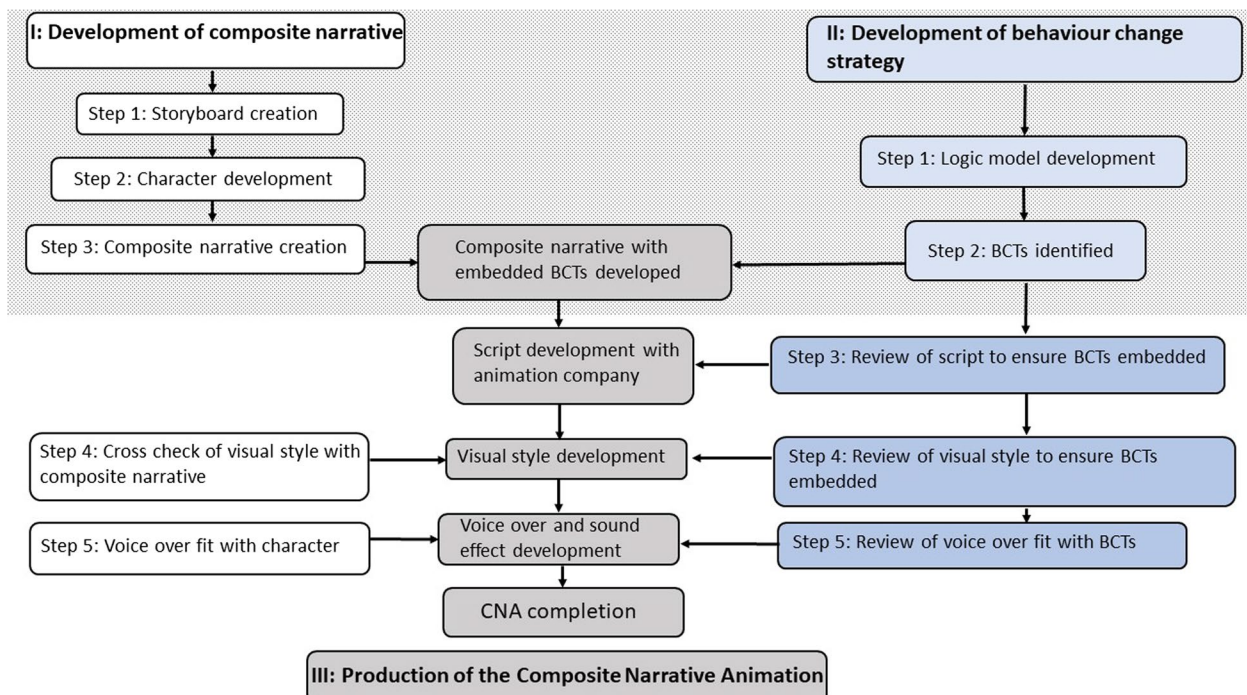 I: Development of composite narrative
Step 1: Storyboard creation
Step 2: Character development
Step 3: Composite narrative creation
II: Development of behaviour change
strategy
Step 1: Logic model development
Step 2: BCTs identified
Composite narrative with
embedded BCTs developed
Script development with
animation company
Step 3: Review of script to ensure BCTs embedded
Step 4: Cross check of visual style with
composite narrative
Visual style development
Step 4: Review of visual style to ensure BCTs
embedded
Step 5: Voice over fit with character
Voice over and sound
effect development
Step 5: Review of voice over fit with BCTs
CNA completion
III: Production of the Composite Narrative Animation